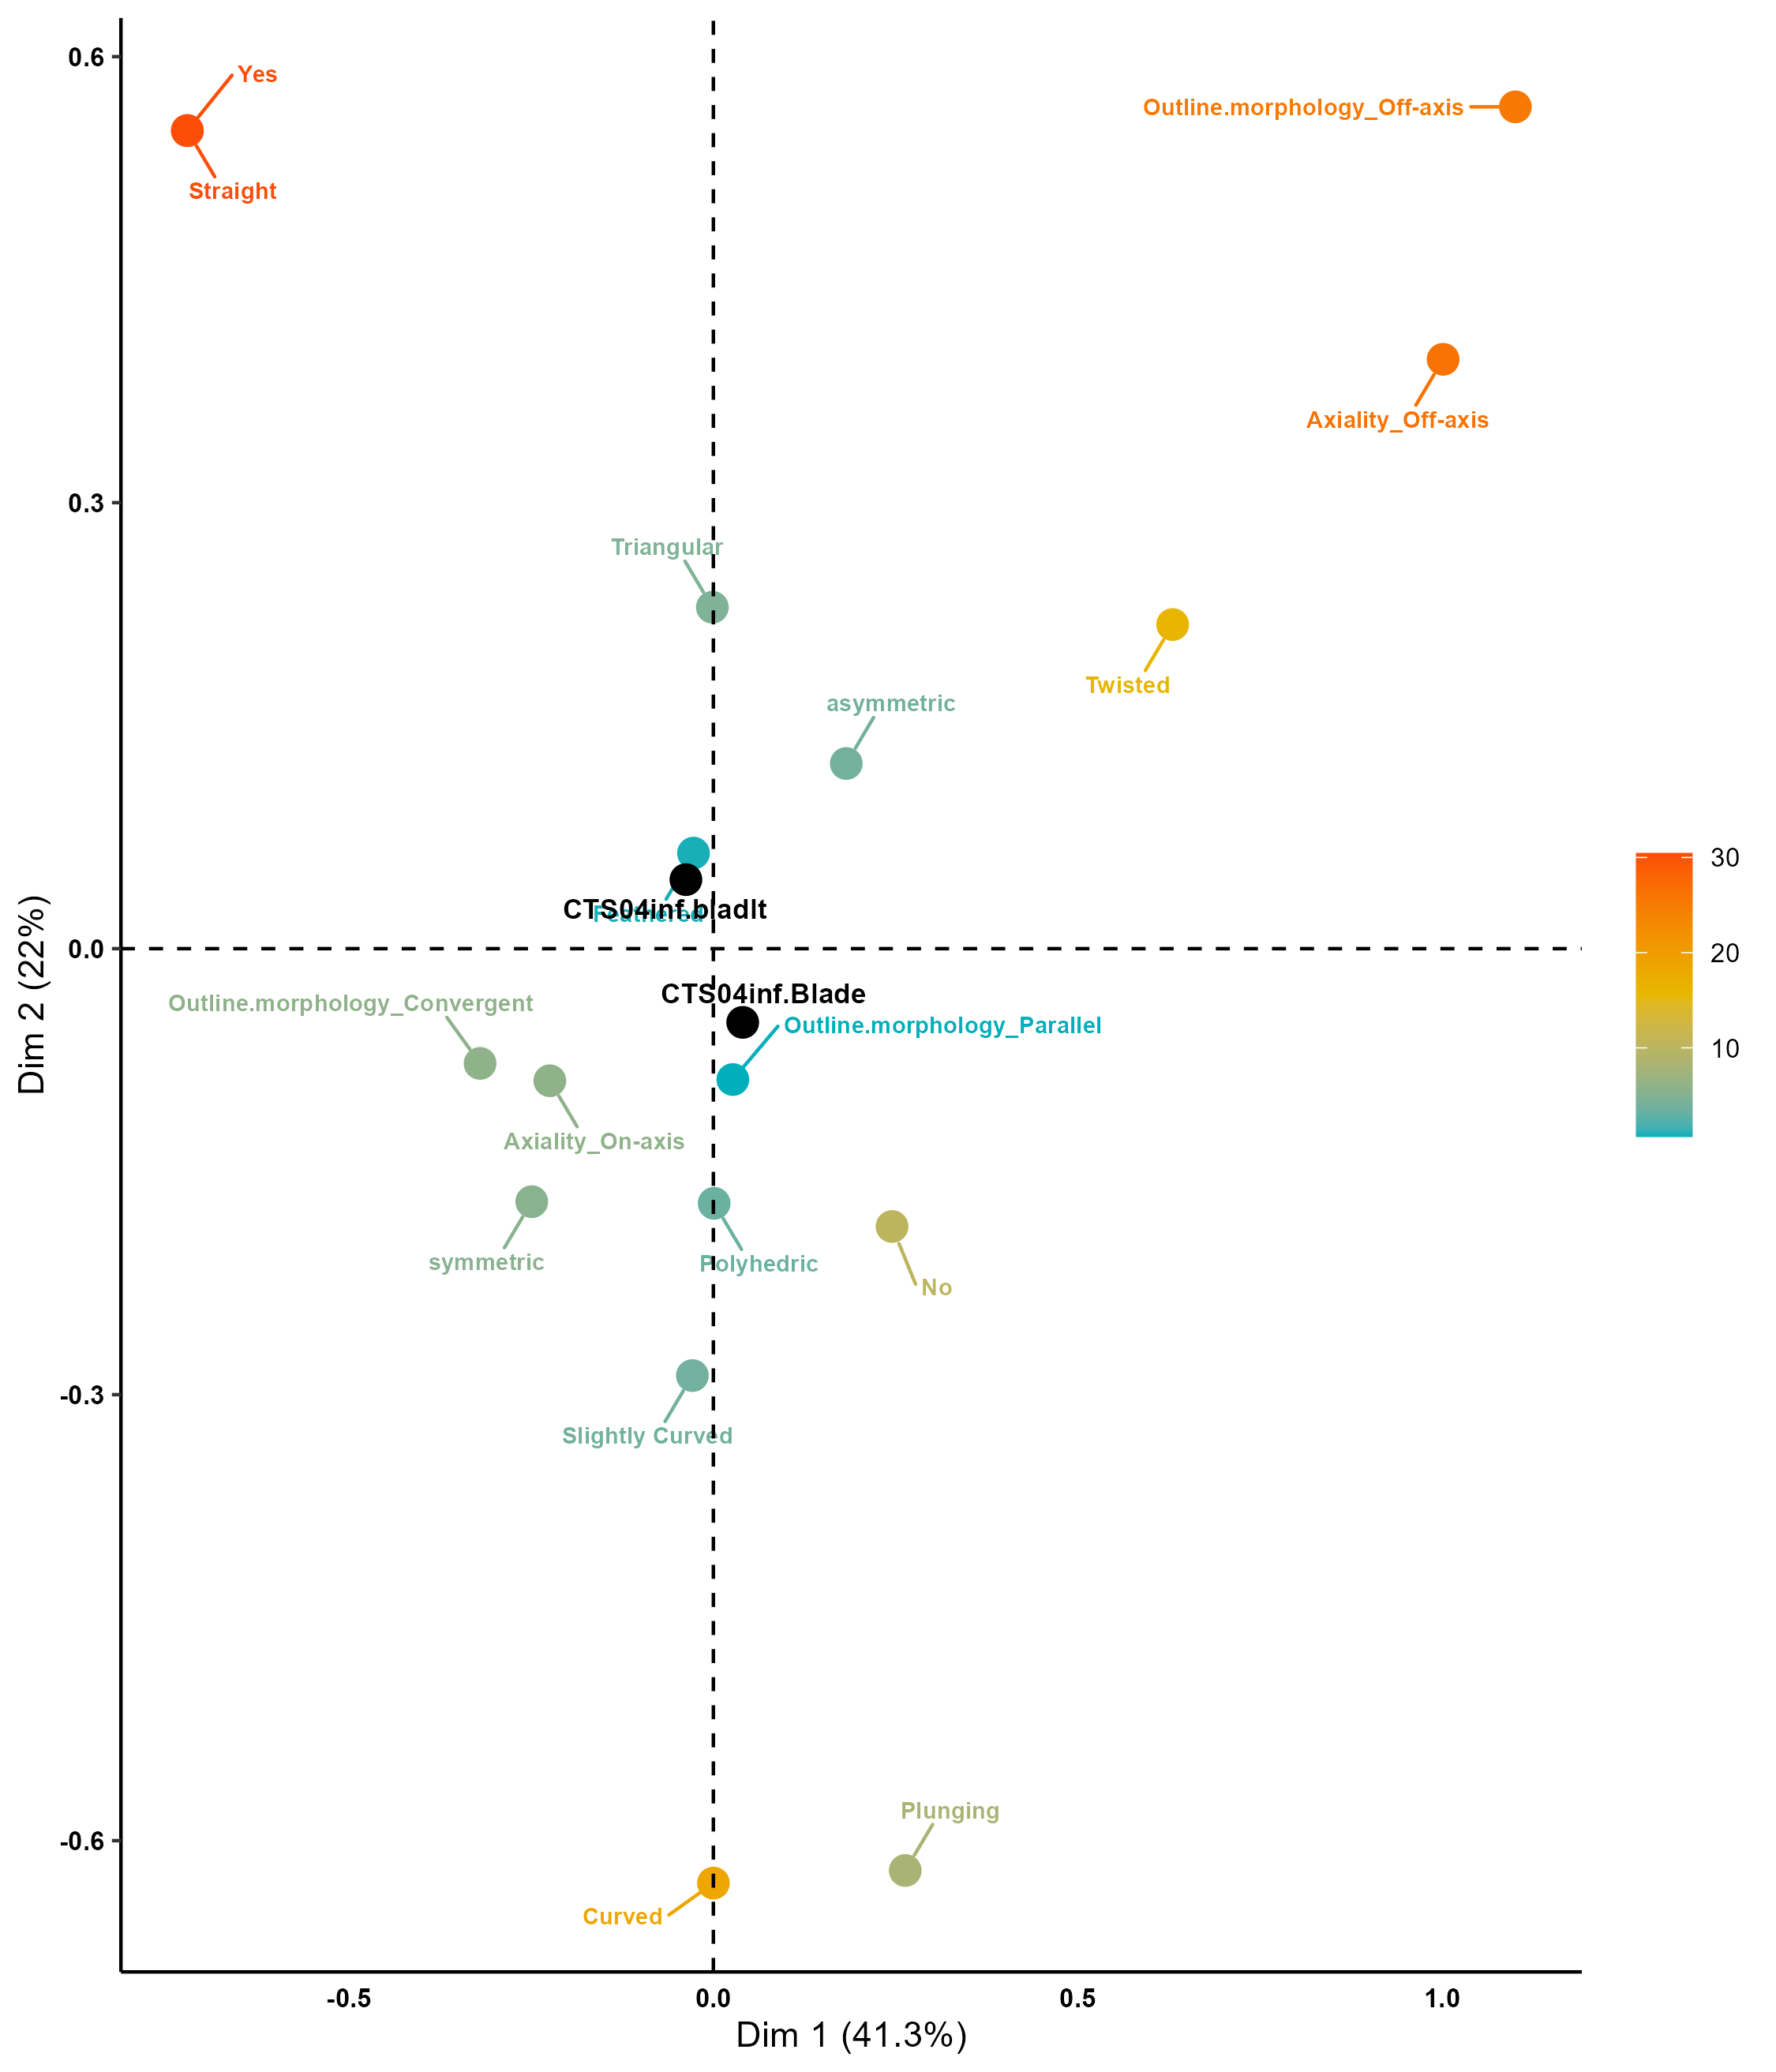 0.6
Yes
Outline.morphology_Off-axis
Straight
Axiality_Off-axis
0.3
Triangular
Twisted
asymmetric
30
CTS04inf.bladlt
Feathered
0.0
20
CTS04inf.Blade
Outline.morphology_Convergent
Outline.morphology_Parallel
10
Axiality_On-axis
symmetric
Polyhedric
No
-0.3
Slightly Curved
Plunging
-0.6
Curved
-0.5
0.0
0.5
1.0
Dim 1 (41.3%)
Dim 2 (22%)